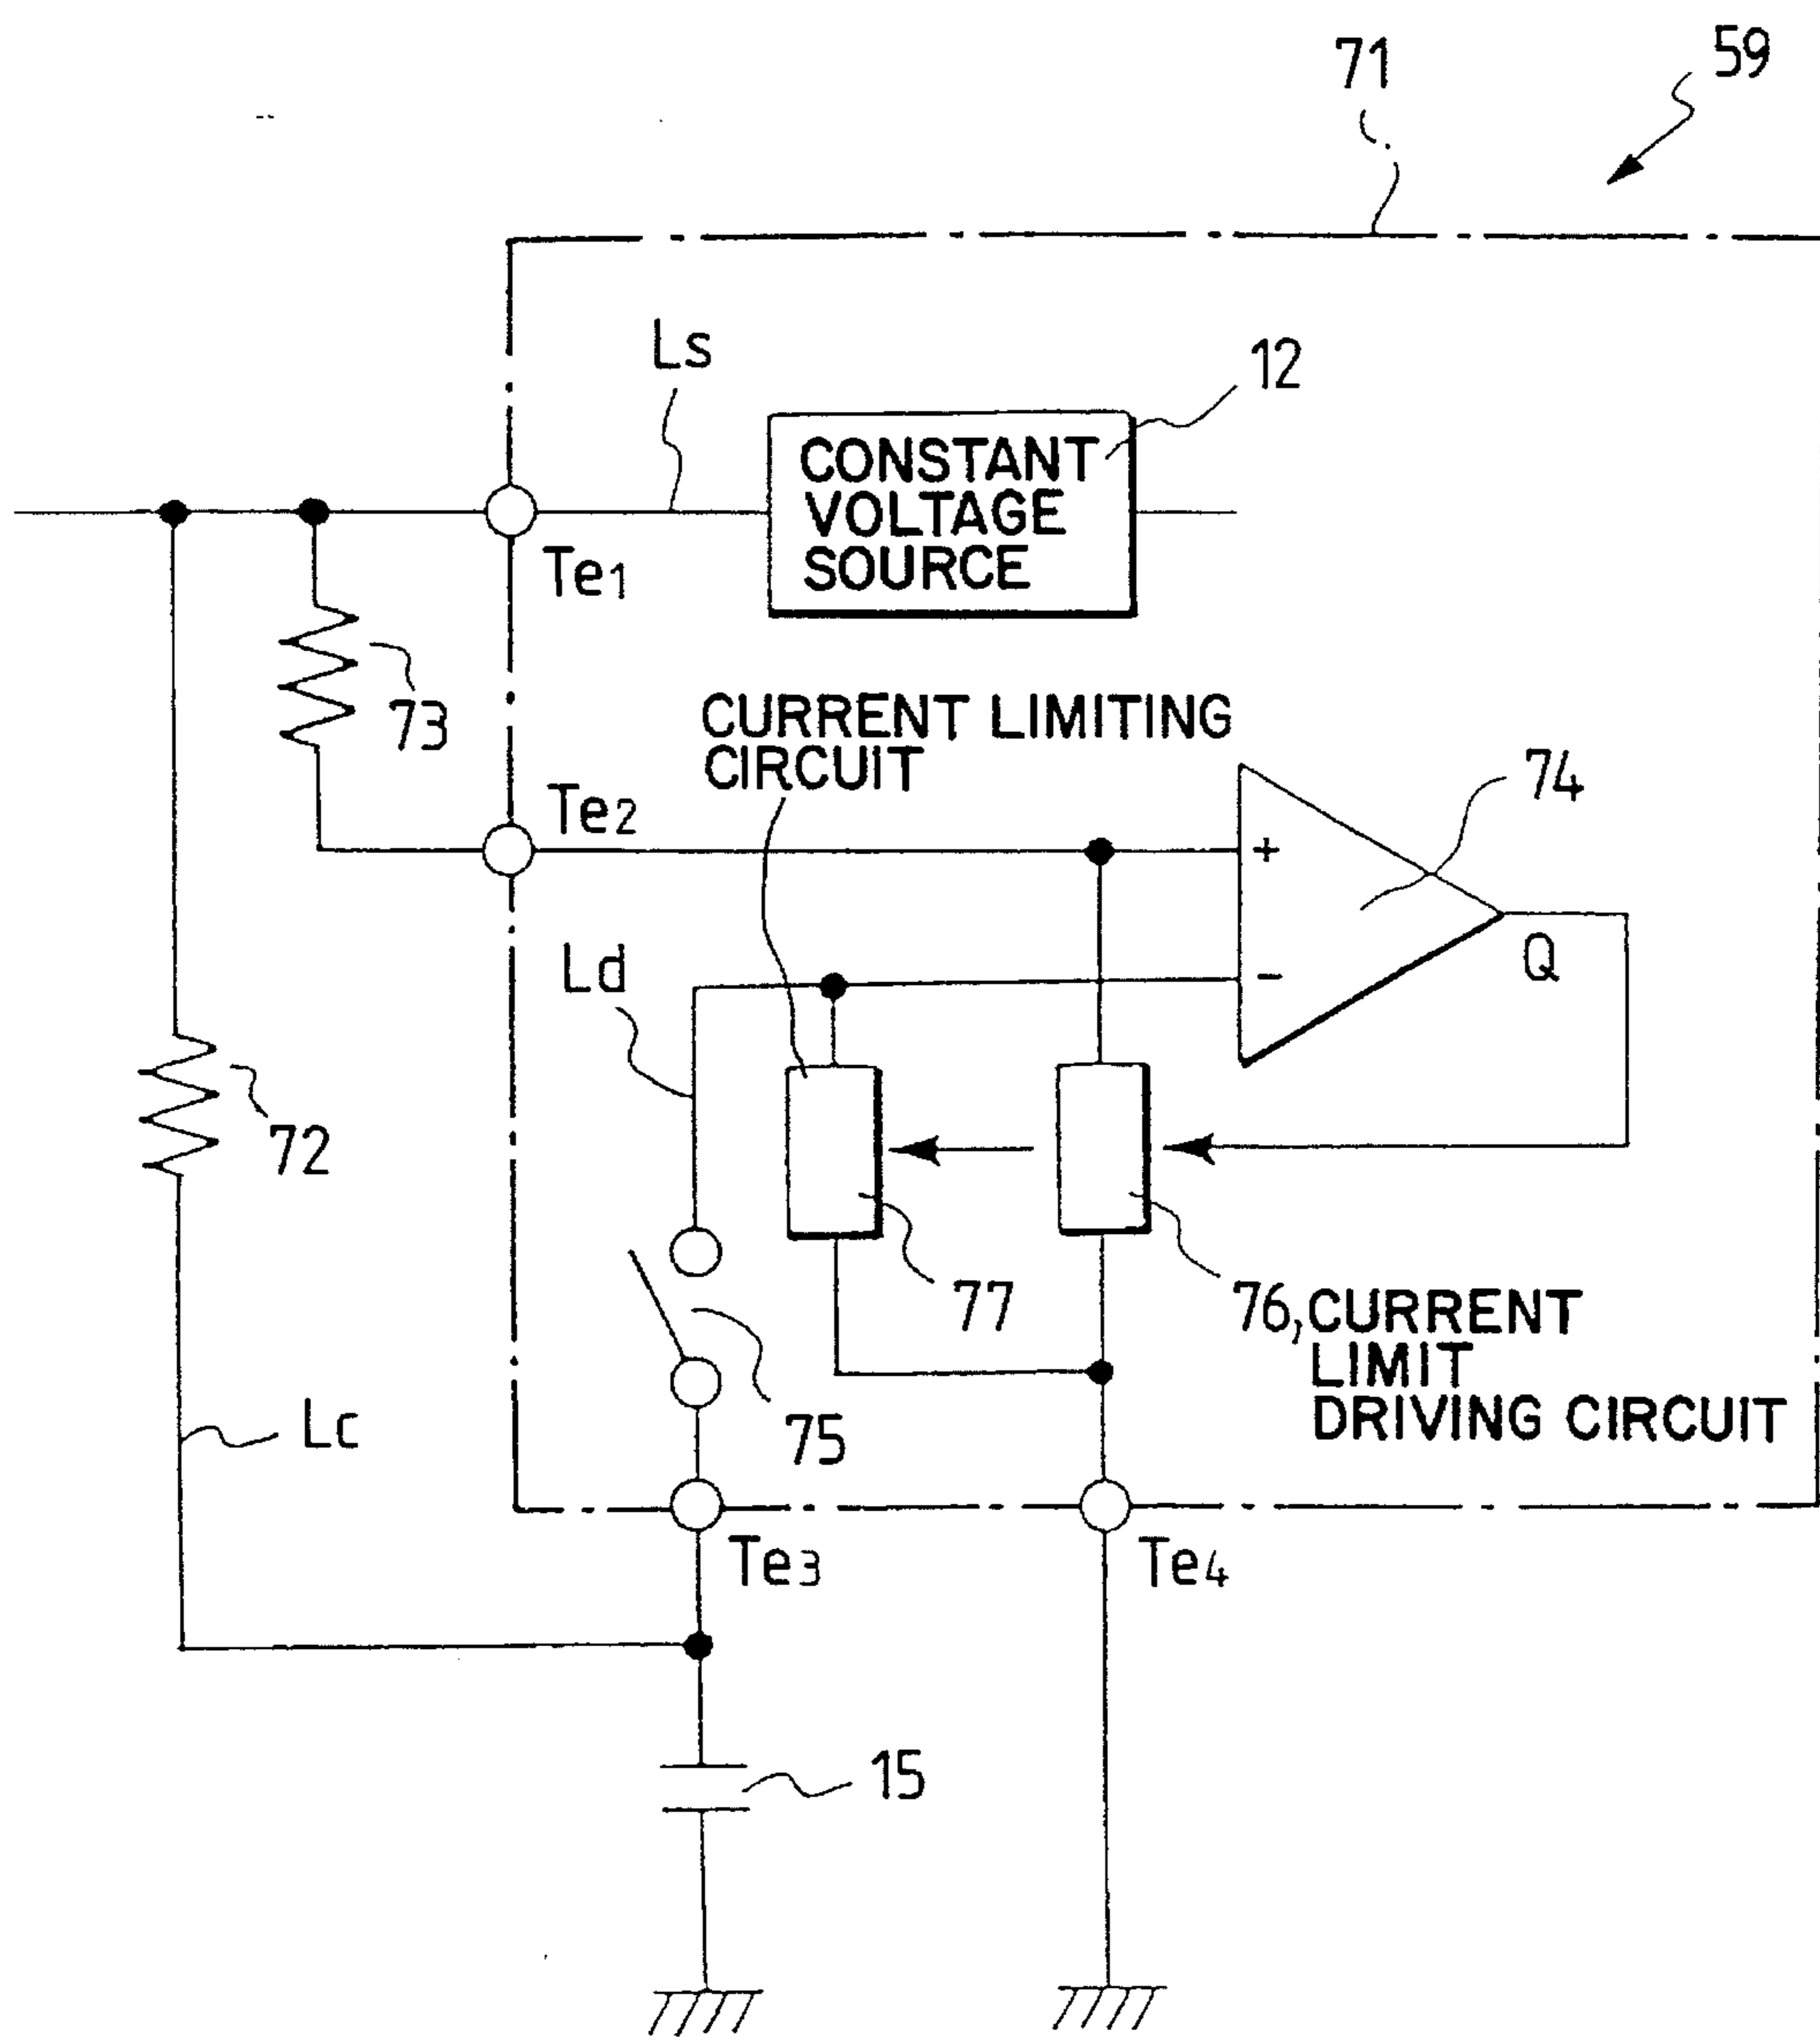 59
71
Ls
12
CONSTANT
VOLTAGE
SOURCE
Te1
73
CURRENT LIMITING
CIRCUIT
Te2
74
+
Ld
-
Q
72
77
76, CURRENT
LIMIT
DRIVING CIRCUIT
75
Lc
Te3
Te4
15